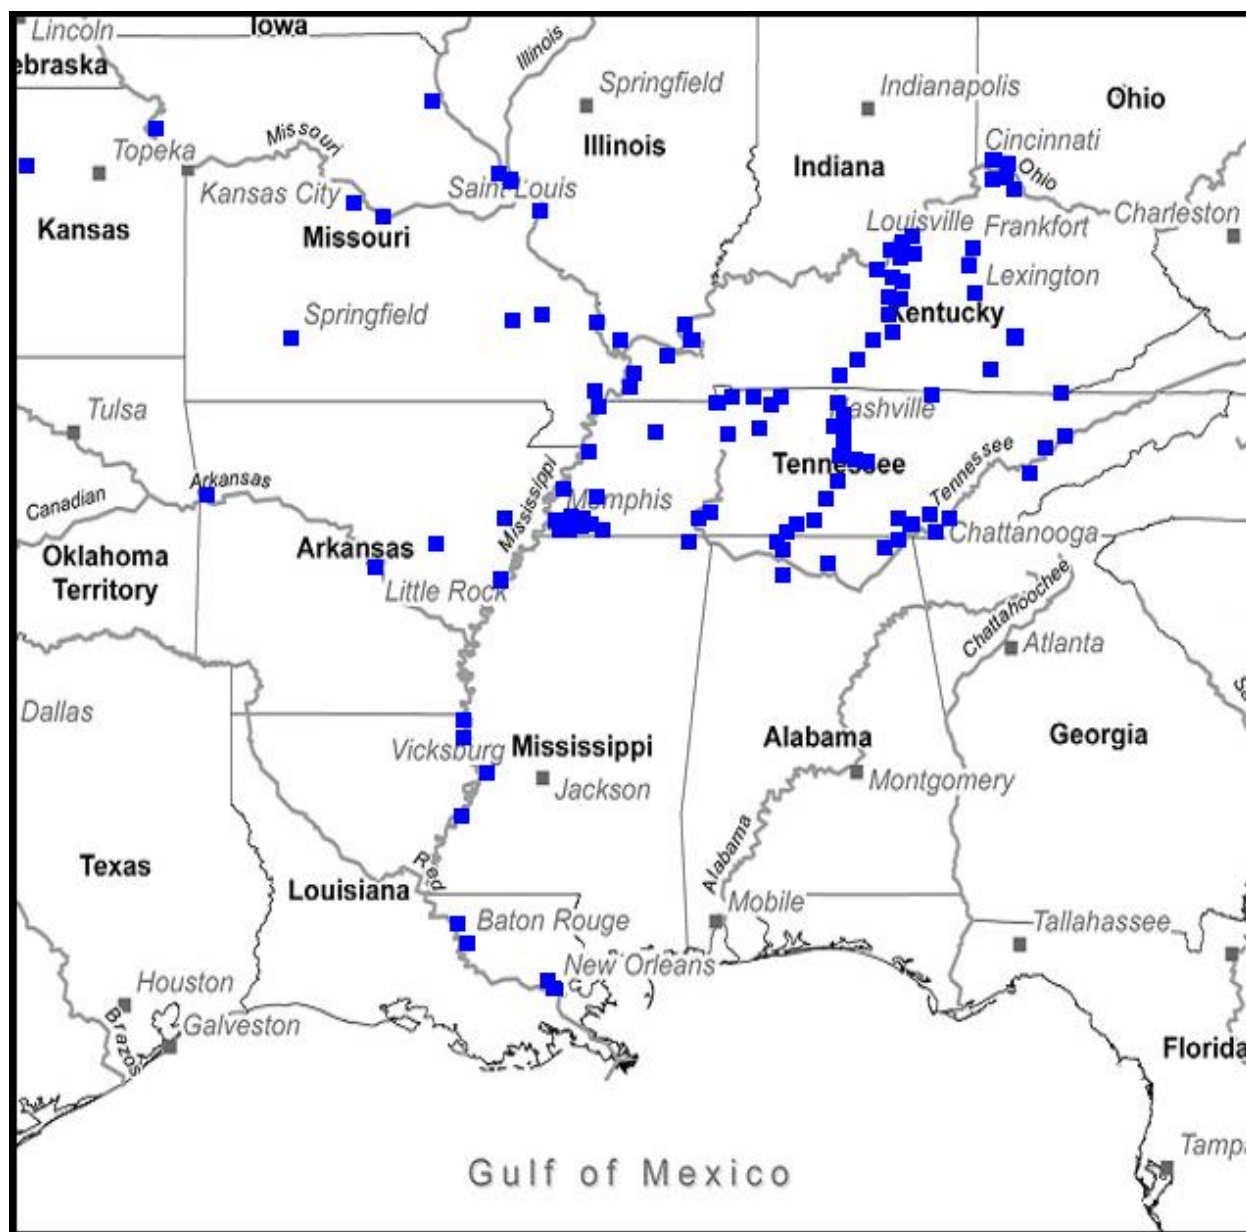 Lincoln
Iowa
ebraska
Illinois
Springfield
Indianapolis
Ohio
Missouri
Topeka
Illinois
Cincinnati
Indiana
Ohio
Kansas City
Saint Louis
Kansas
Missouri
Louisville
Frankfort
Charleston
Lexington
Springfield
Kentucky
Tulsa
Nashville
Arkansas
Mississippi
Tennessee
Tennessee
Canadian
Memphis
Oklahoma
Territory
Arkansas
Chattanooga
Little Rock
Chattahoochee
Atlanta
Dallas
Vicksburg
Mississippi
Alabama
Georgia
Jackson
Montgomery
Texas
Louisiana
Red
Alabama
Baton Rouge
Mobile
Tallahassee
New Orleans
Houston
Galveston
Brazos
Florida
Gulf of Mexico
Tampa